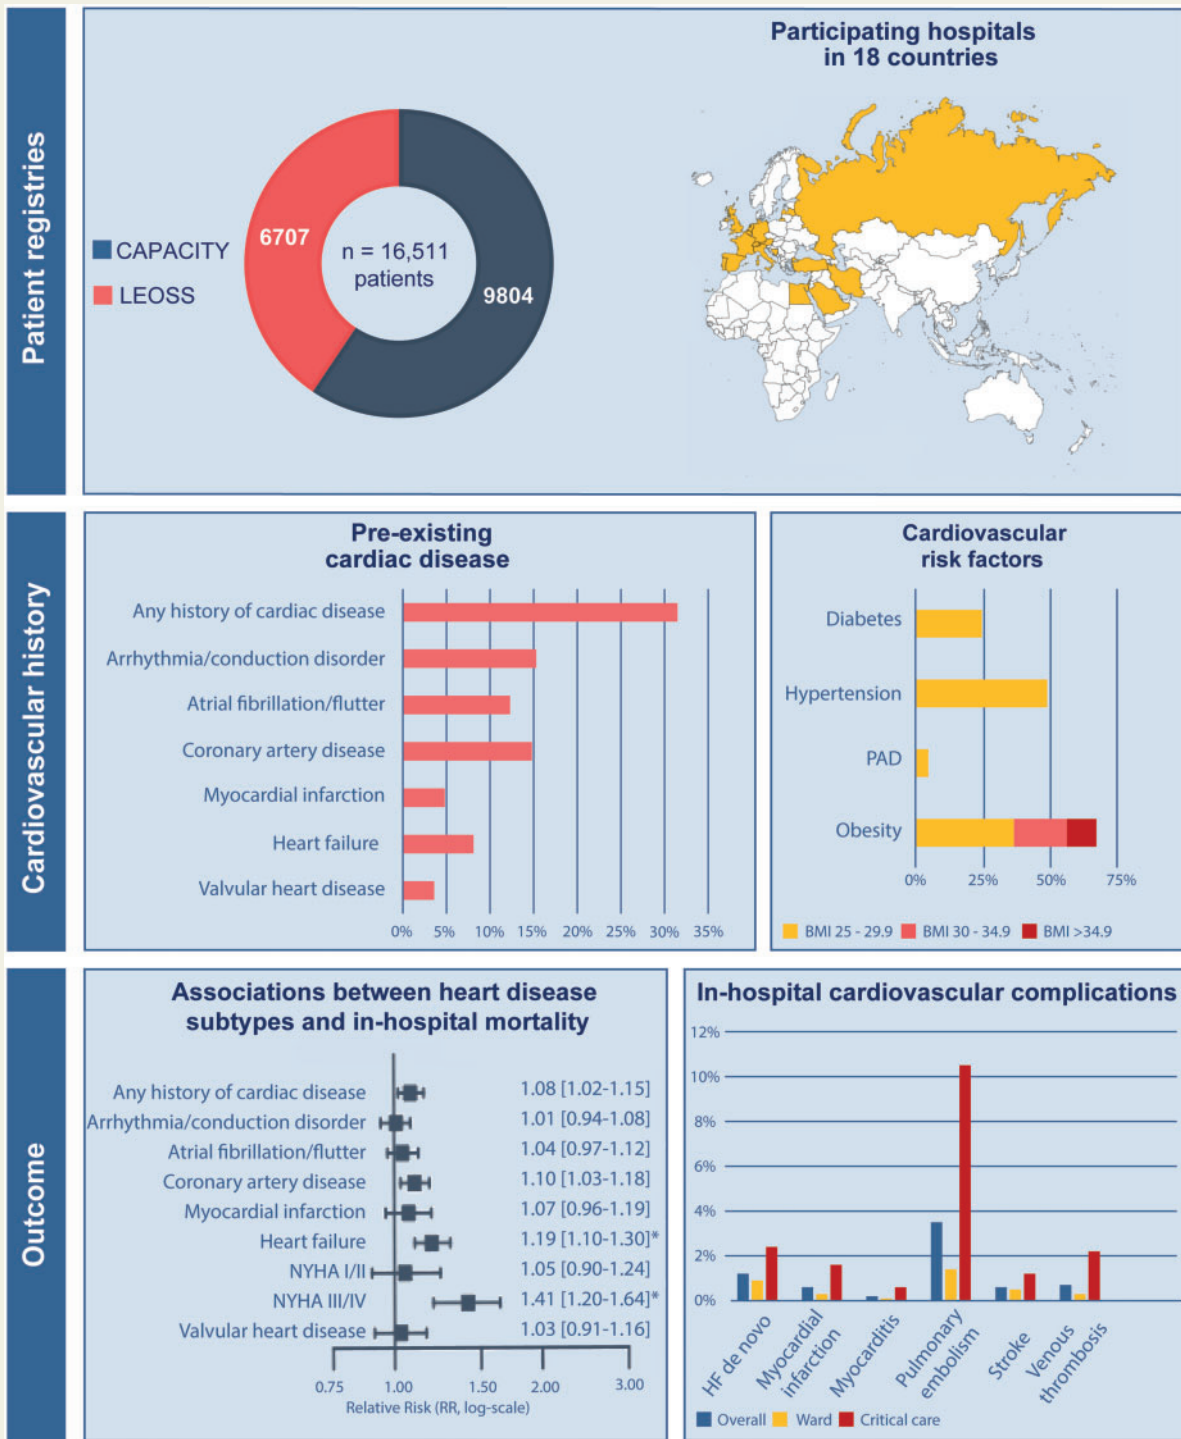 Patient registries
CAPACITY
LEOSS
6707
n = 16,511
patients
9804
Participating hospitals
in 18 countries
Cardiovascular history
Pre-existing
cardiac disease
Any history of cardiac disease
Arrhythmia/conduction disorder
Atrial fibrillation/flutter
Coronary artery disease
Myocardial infarction
Heart failure
Valvular heart disease
0% 5% 10% 15% 20% 25% 30% 35%
Cardiovascular
risk factors
Diabetes
Hypertension
PAD
Obesity
0% 25% 50% 75%
BMI 25 - 29.9 BMI 30 - 34.9 BMI >34.9
Outcome
Associations between heart disease
subtypes and in-hospital mortality
Any history of cardiac disease 1.08 [1.02-1.15]
Arrhythmia/conduction disorder 1.01 [0.94-1.08]
Atrial fibrillation/flutter 1.04 [0.97-1.12]
Coronary artery disease 1.10 [1.03-1.18]
Myocardial infarction 1.07 [0.96-1.19]
Heart failure 1.19 [1.10-1.30]*
NYHA I/II 1.05 [0.90-1.24]
NYHA III/IV 1.41 [1.20-1.64]*
Valvular heart disease 1.03 [0.91-1.16]
0.75 1.00 1.50 2.00 3.00
Relative Risk (RR, log-scale)
In-hospital cardiovascular complications
12%
10%
8%
6%
4%
2%
0%
HF de novo
Myocardial
infarction
Myocarditis
Pulmonary
embolism
Stroke
Venous
thrombosis
Overall Ward Critical care